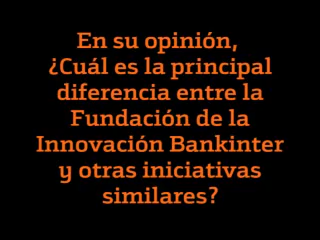 En su opinión,
¿Cuál es la principal
diferencia entre la
Fundación de la
Innovación Bankinter
y otras iniciativas
similares?